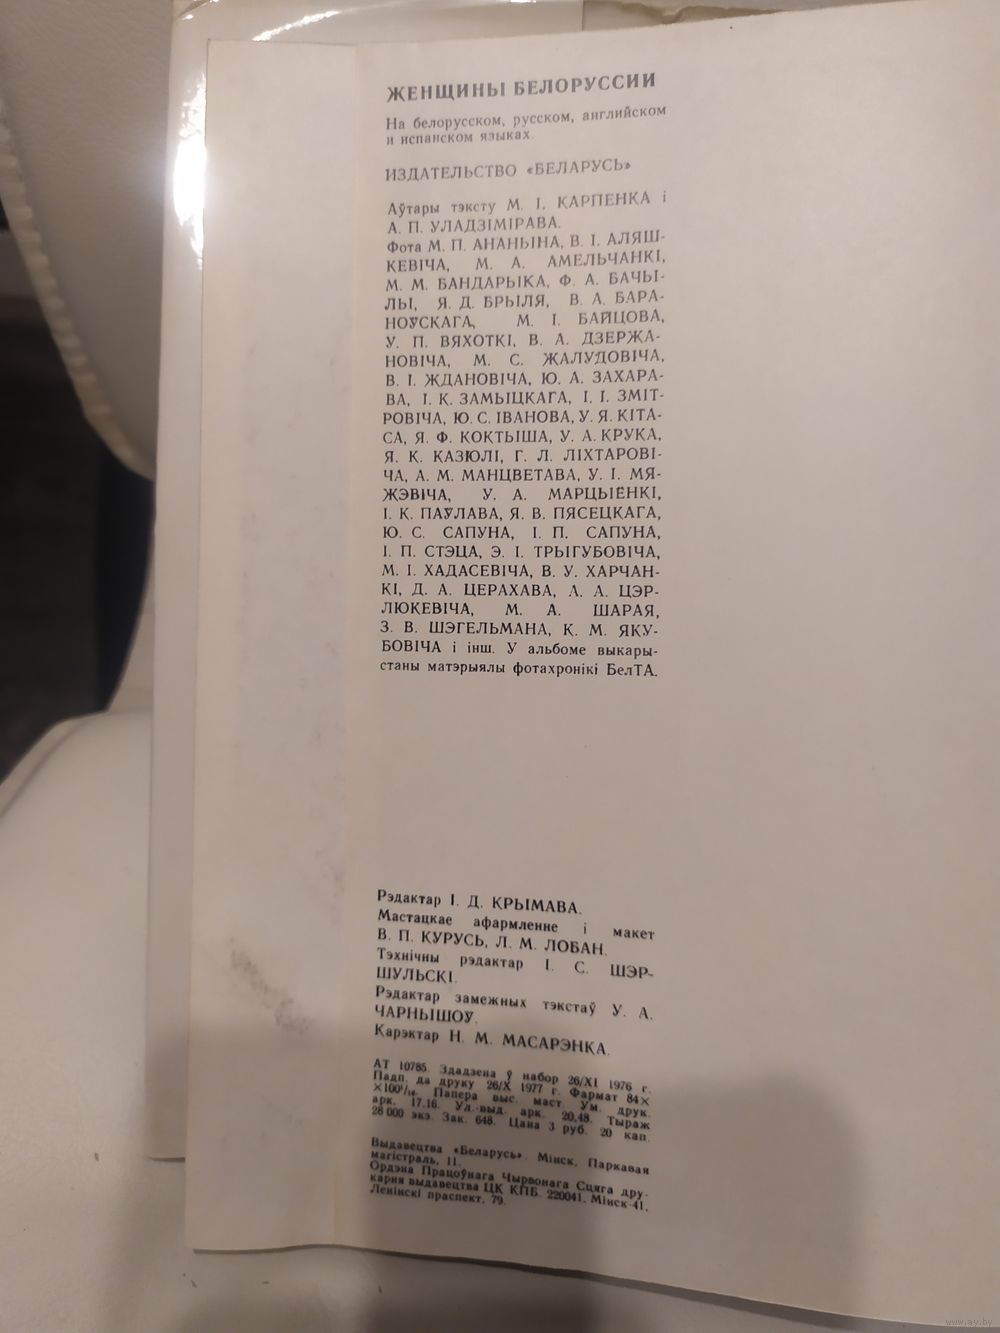 ЖЕНЩИНЫ БЕЛОРУССИИ
На белорусском, русском, английском
и испанском языках.
ИЗДАТЕЛЬСТВО «БЕЛАРУСЬ»
Аўтары тэксту М. І. КАРПЕНКА і
А. П. УЛАДЗІМІРАВА.
Фота М. П. АНАНЬІНА, В. І. АЛЯШ-
КЕВІЧА, М. А. АМЕЛЬЧАНКІ,
М. М. БАНДАРЫКА, Ф. А. БАЧЫ-
ЛЫ, Я. Д. БРЫЛЯ, В. А. БАРА-
НОЎСКАГА, М. І. БАЙЦОВА,
У. П. ВЯХОТКІ, В. А. ДЗЕРЖА-
НОВІЧА, М. С. ЖАЛУДОВІЧА,
В. І. ЖДАНОВІЧА, Ю. А. ЗАХАРА-
ВА, І. К. ЗАМЫЦКАГА, І. І. ЗМІТ-
РОВІЧА, Ю. С. ІВАНОВА, У. Я. КІТА-
СА, Я. Ф. КОКТЫША, У. А. КРУКА,
Я. К. КАЗЮЛІ, Г. Л. ЛІХТАРОВІ-
ЧА, А. М. МАНЦВЕТАВА, У. І. МЯ-
ЖЭВІЧА, У. А. МАРЦЫЕНКІ,
І. К. ПАЎЛАВА, Я. В. ПЯСЕЦКАГА,
Ю. С. САПУНА, І. П. САПУНА,
І. П. СТЭЦА, Э. І. ТРЫГУБОВІЧА,
М. І. ХАДАСЕВІЧА, В. У. ХАРЧАН-
КІ, Д. А. ЦЕРАХАВА, Л. А. ЦЭР-
ЛЮКЕВІЧА, М. А. ШАРАЯ,
З. В. ШЭГЕЛЬМАНА, К. М. ЯКУ-
БОВІЧА і інш. У альбоме выкары-
станы матэрыялы фотахронікі БелТА.
Рэдактар І. Д. КРЫМАВА.
Мастацкае афармленне і макет
В. П. КУРУСЬ, Л. М. ЛОБАН.
Тэхнічны рэдактар І. С. ШЭР-
ШУЛЬСКІ.
Рэдактар замежных тэкстаў У. А.
ЧАРНЫШОЎ.
Карэктар Н. М. МАСАРЭНКА.
АТ 10785. Здадзена ў набор 26/XI 1976 г.
Падп. да друку 26/X 1977 г. Фармат 84×
×100¹/₁₆. Папера выс. маст. Ум. друк.
арк. 17,16. Ул.-выд. арк. 20,48. Тыраж
28 000 экз. Зак. 648. Цана 3 руб. 20 кап.
Выдавецтва «Беларусь». Мінск, Паркавая
магістраль, 11.
Ордэна Працоўнага Чырвонага Сцяга дру-
карня выдавецтва ЦК КПБ. 220041, Мінск-41,
Ленінскі праспект, 79.
www.ay.by